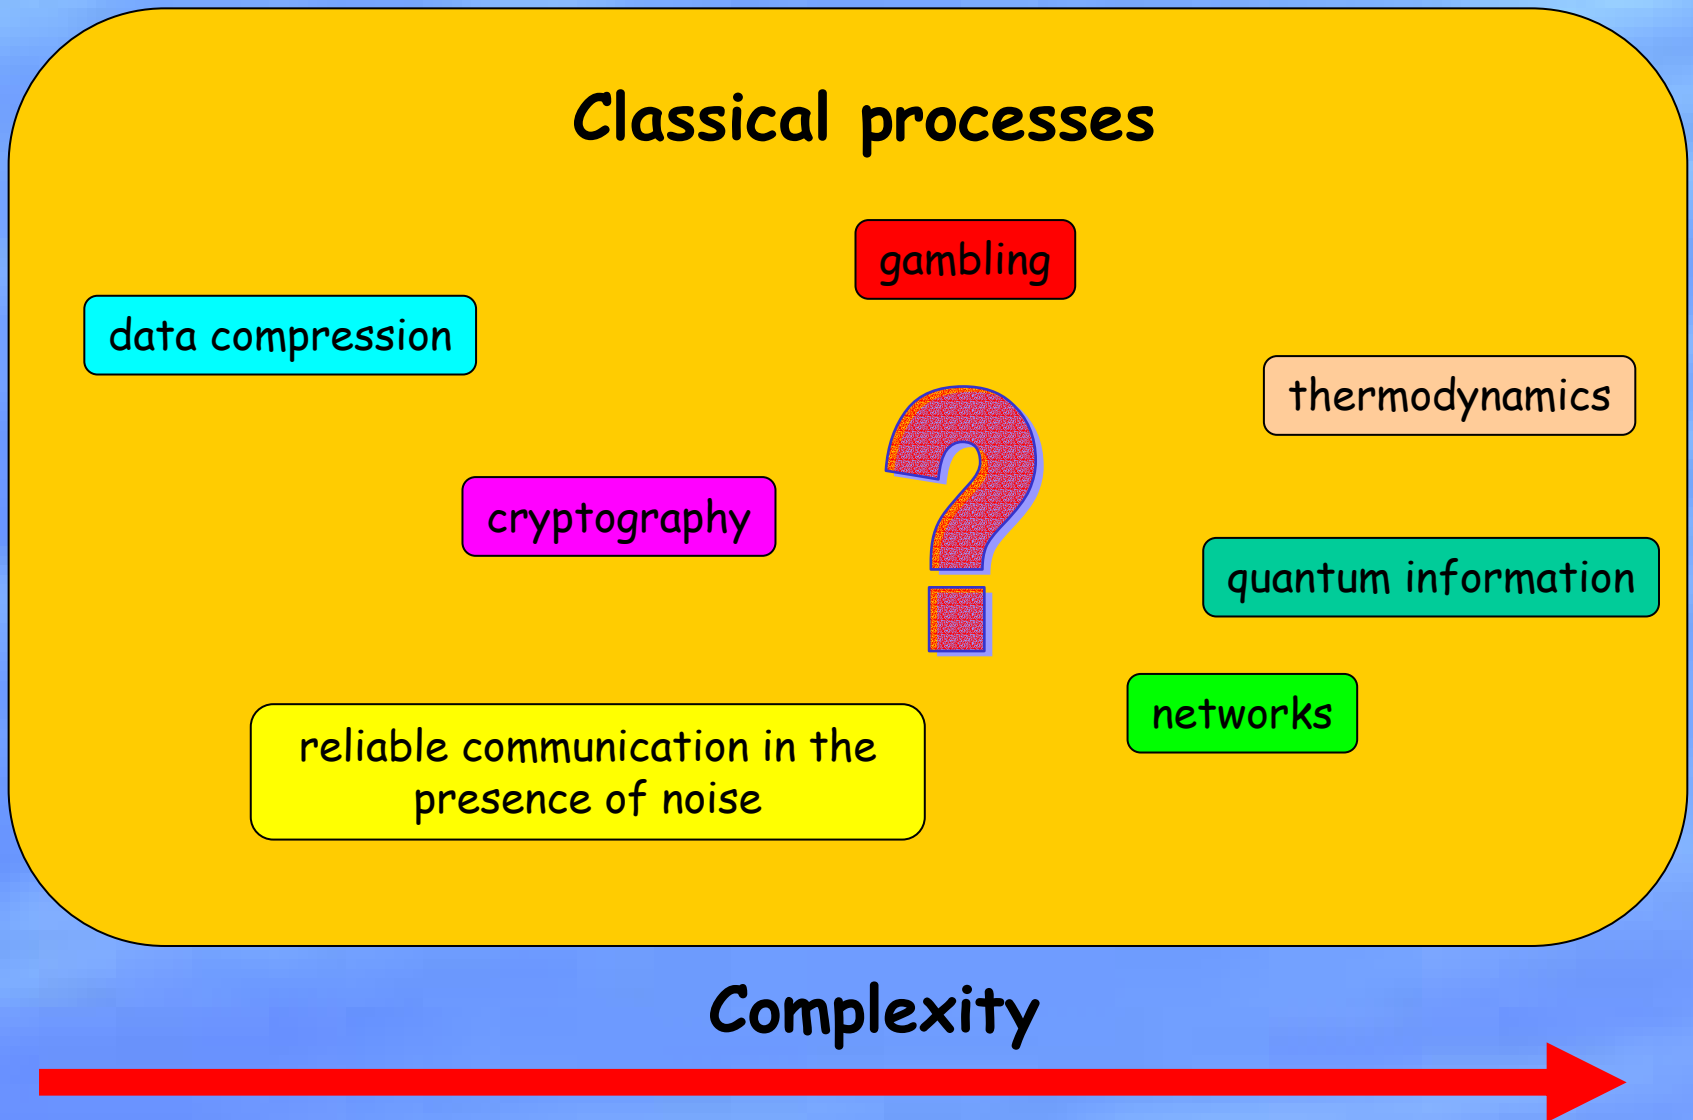 Classical processes
gambling
data compression
thermodynamics
cryptography
?
quantum information
networks
reliable communication in the
presence of noise
Complexity